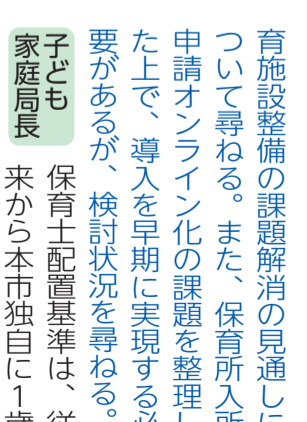 育施設整備の課題解消の見通しに
ついて尋ねる。また、保育所入所
申請オンライン化の課題を整理し
た上で、導入を早期に実現する必
要があるが、検討状況を尋ねる。
子ども
家庭局長
保育士配置基準は、従
来から本市独自に1歳